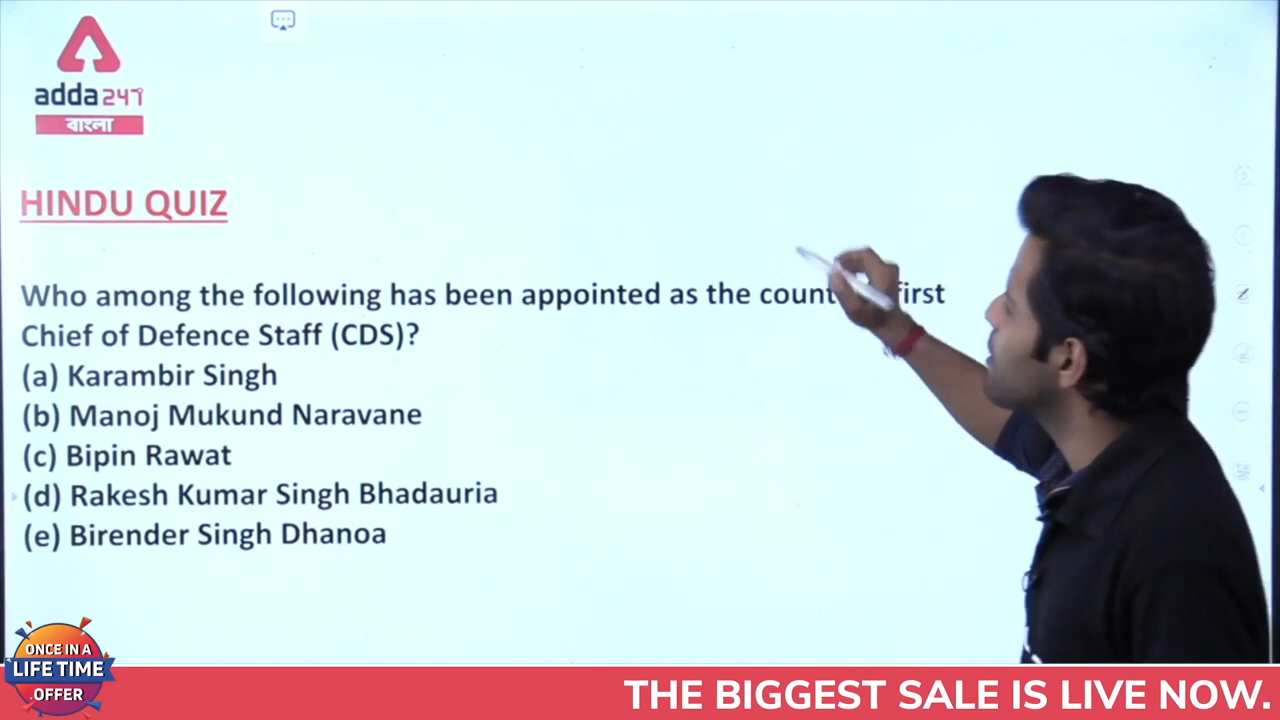 adda247
বাংলা
HINDU QUIZ
Who among the following has been appointed as the first
Chief of Defence Staff (CDS)?
(a) Karambir Singh
(b) Manoj Mukund Naravane
(c) Bipin Rawat
(d) Rakesh Kumar Singh Bhadauria
(e) Birender Singh Dhanoa
ONCE IN A
LIFE TIME
OFFER
THE BIGGEST SALE IS LIVE NOW.